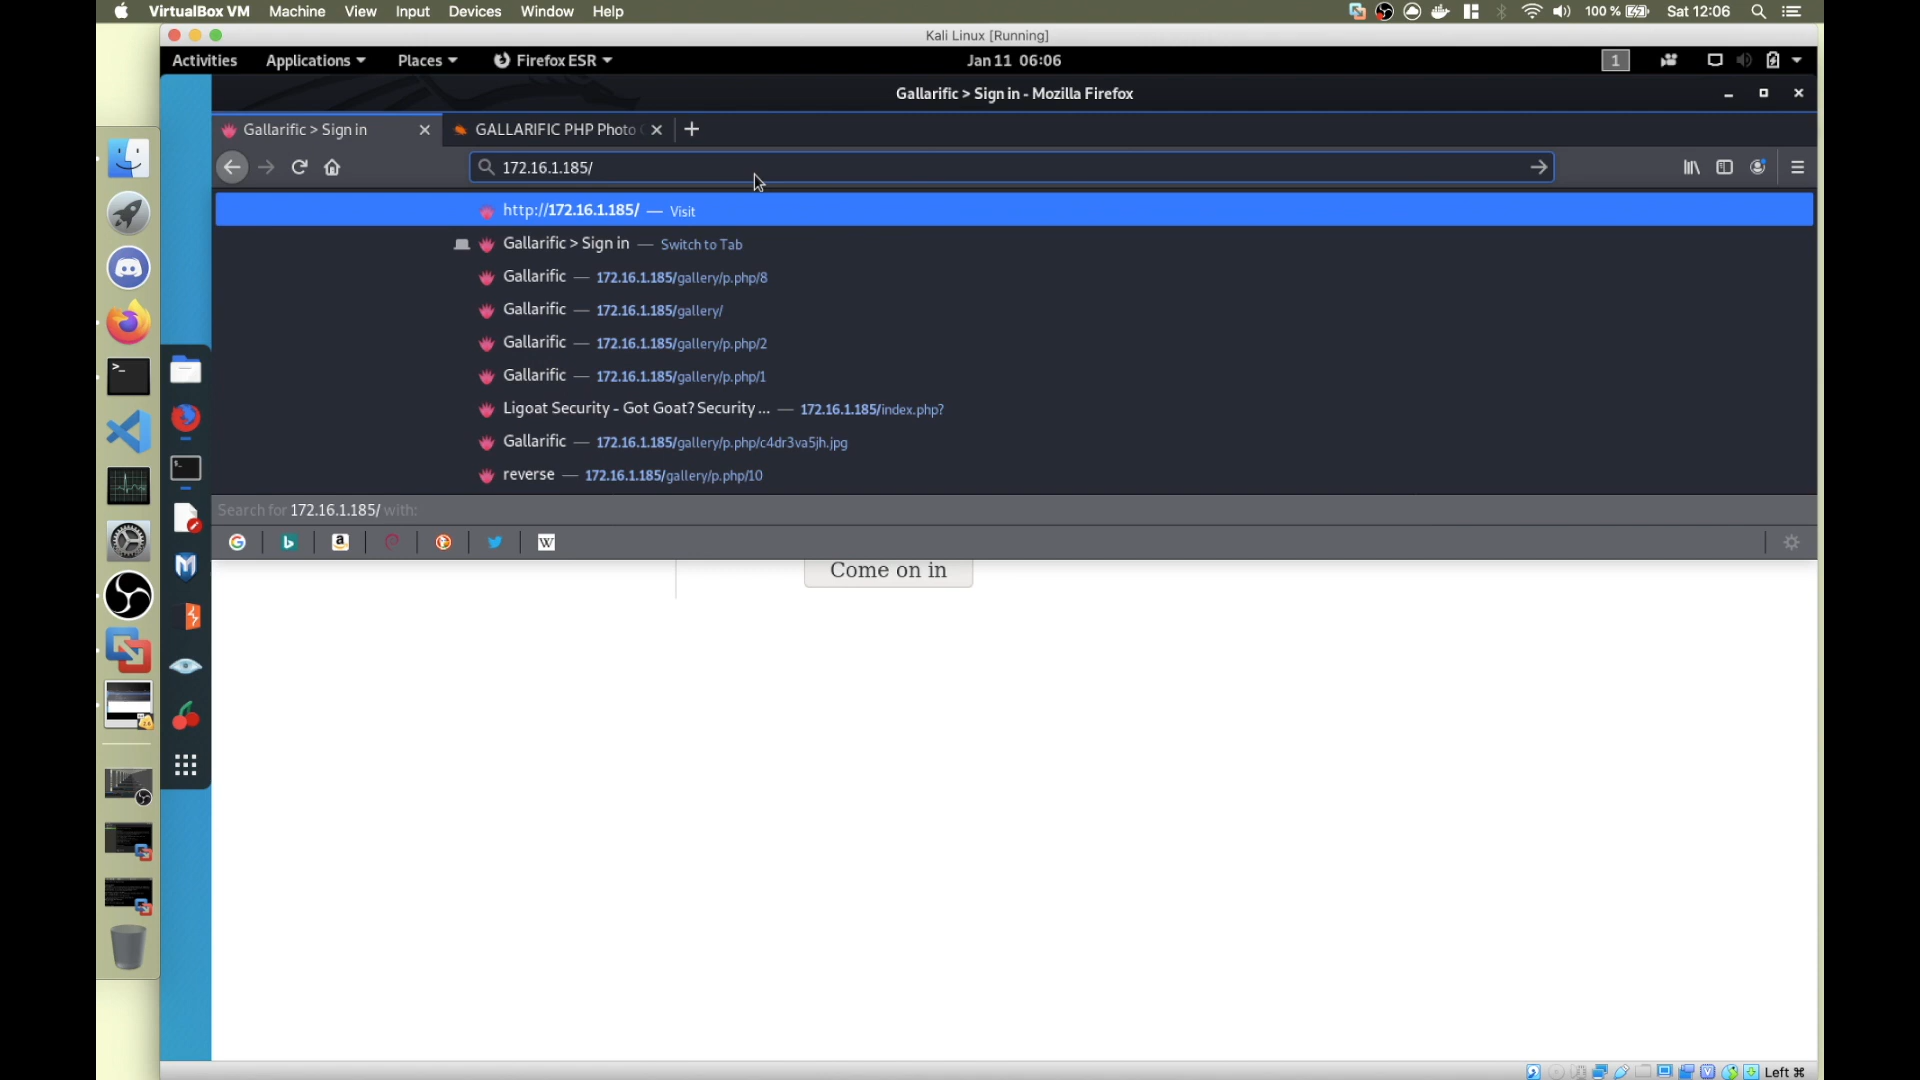 VirtualBox VM Machine View Input Devices Window Help 100 % Sat 12:06
Kali Linux [Running]
Activities Applications Places Firefox ESR Jan 11 06:06 1
Gallarific > Sign in - Mozilla Firefox
Gallarific > Sign in GALLARIFIC PHP Photo
172.16.1.185/
http://172.16.1.185/ — Visit
Gallarific > Sign in — Switch to Tab
Gallarific — 172.16.1.185/gallery/p.php/8
Gallarific — 172.16.1.185/gallery/
Gallarific — 172.16.1.185/gallery/p.php/2
Gallarific — 172.16.1.185/gallery/p.php/1
Ligoat Security - Got Goat? Security ... — 172.16.1.185/index.php?
Gallarific — 172.16.1.185/gallery/p.php/c4dr3va5jh.jpg
reverse — 172.16.1.185/gallery/p.php/10
Search for 172.16.1.185/ with:
Come on in
Left ⌘